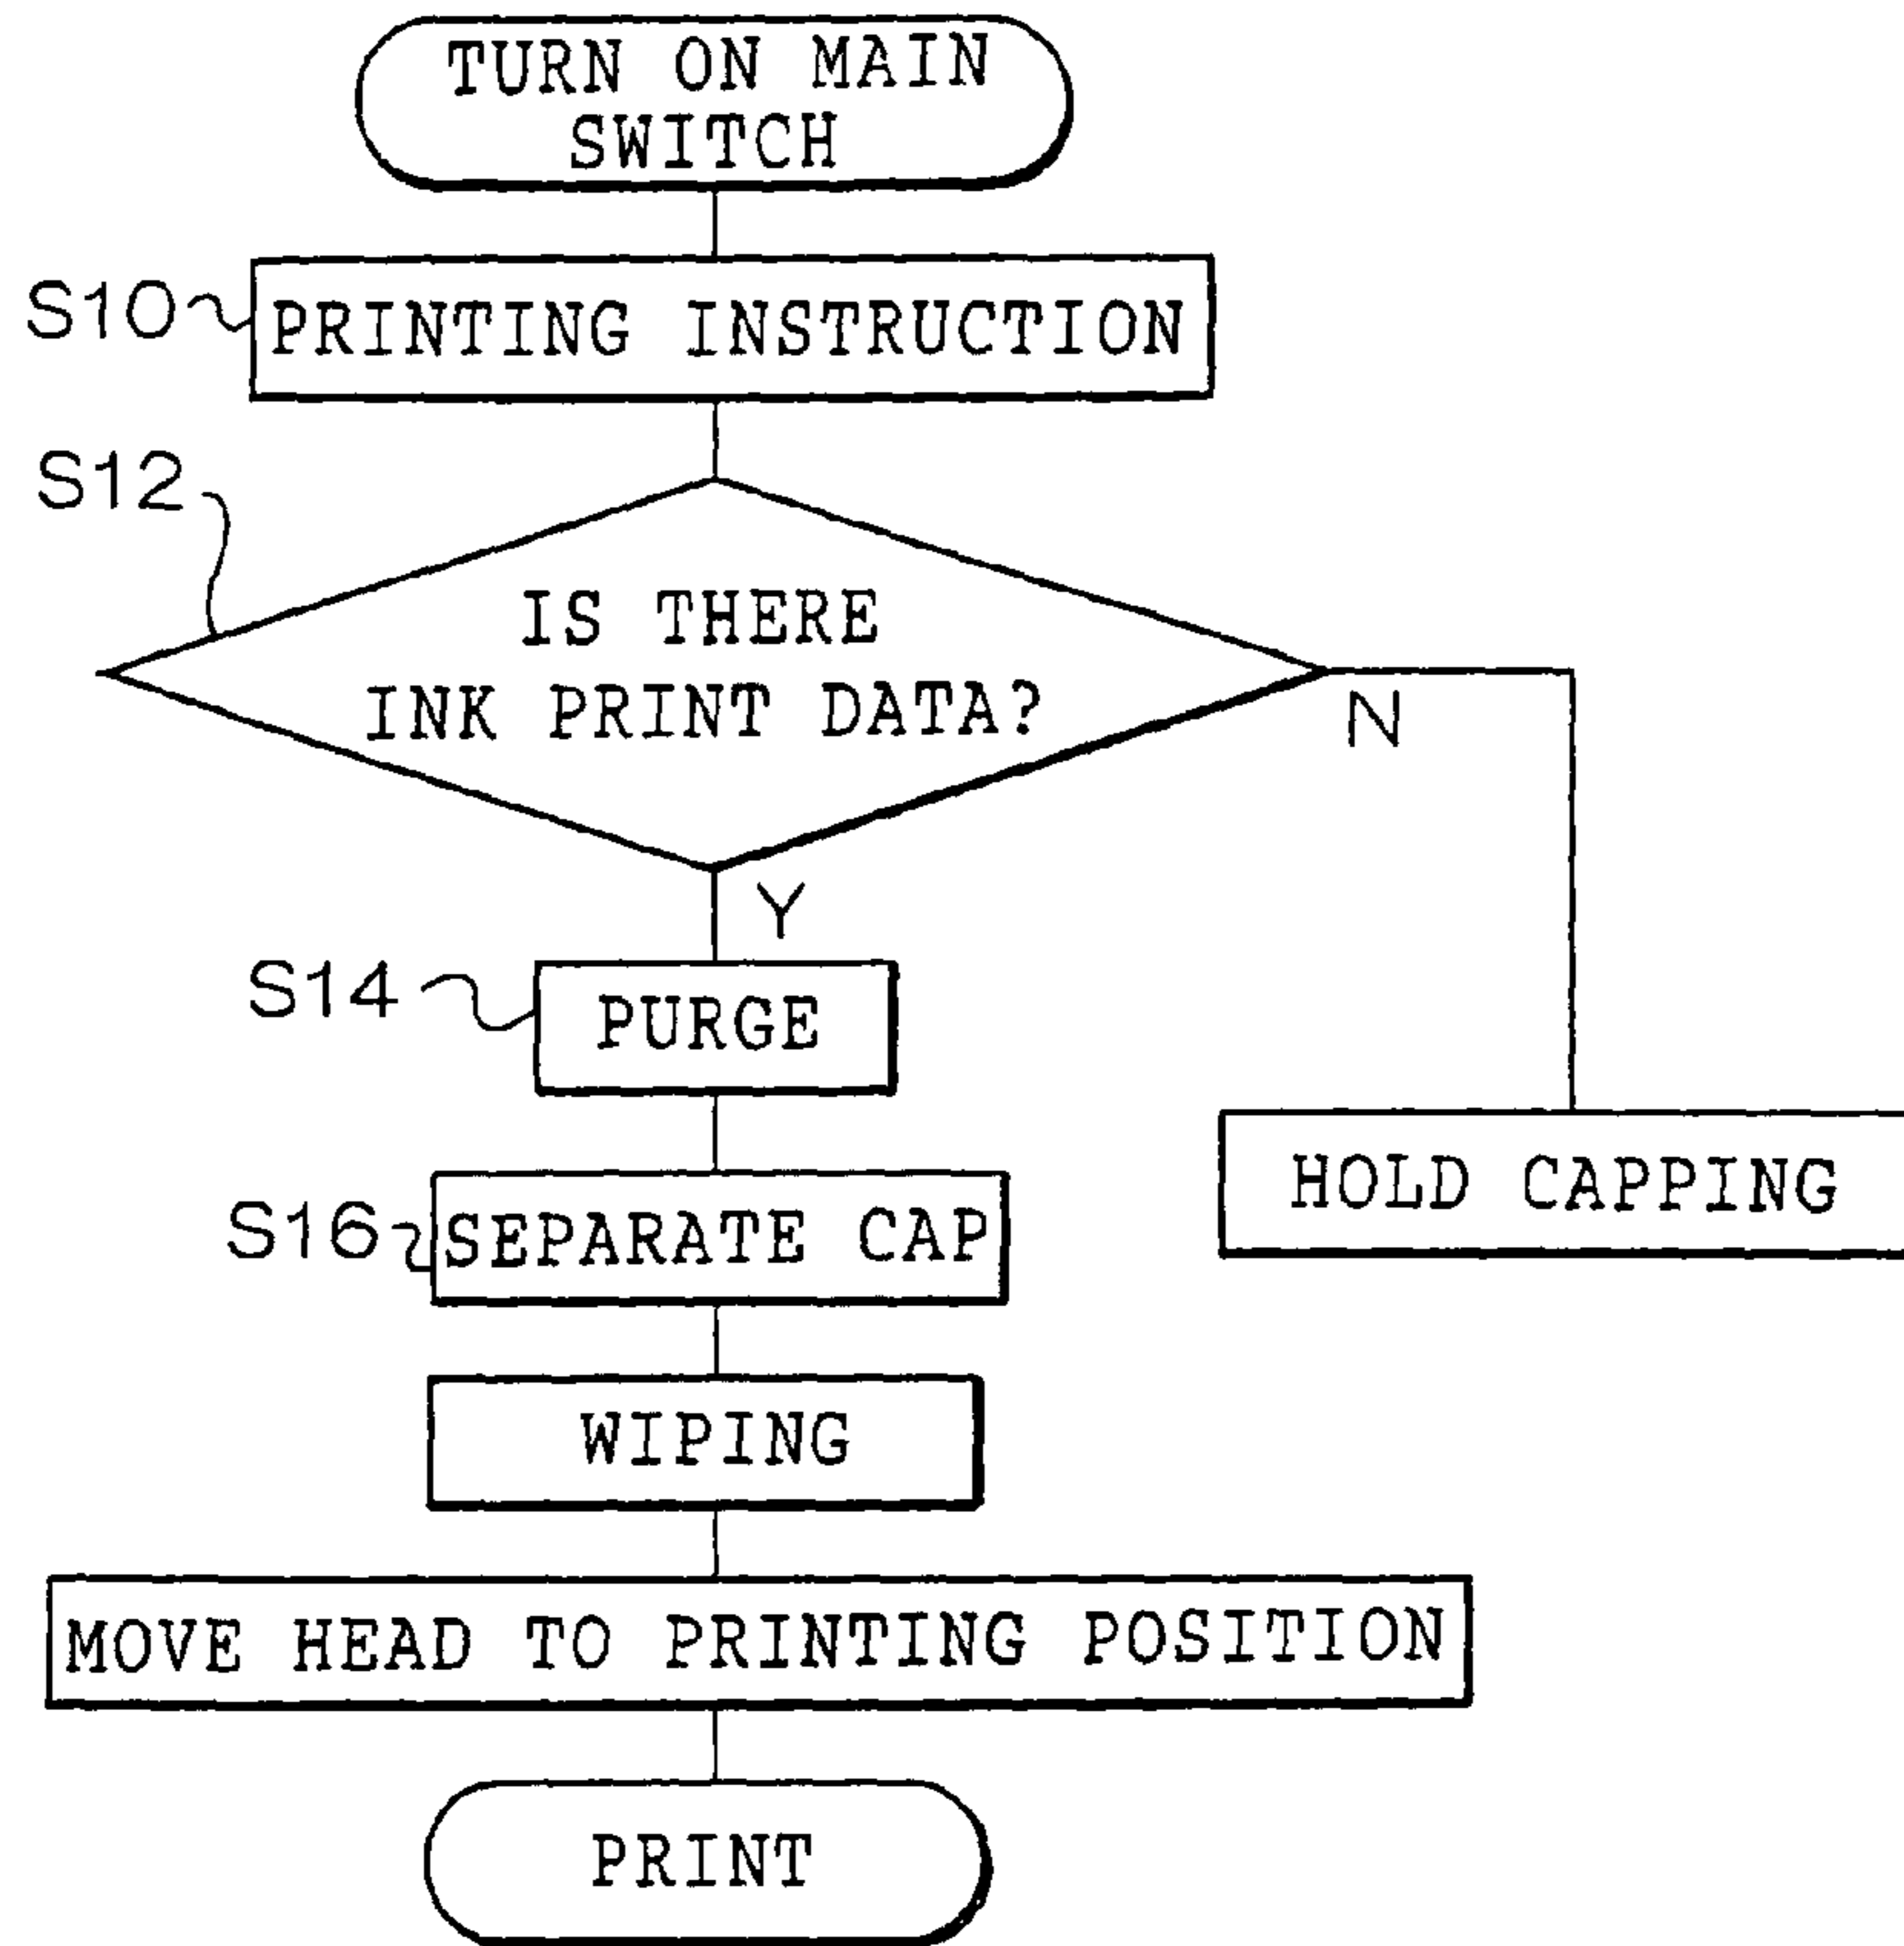 TURN ON MAIN
SWITCH
S10
PRINTING INSTRUCTION
S12
IS THERE
INK PRINT DATA?
N
Y
S14
PURGE
HOLD CAPPING
S16
SEPARATE CAP
WIPING
MOVE HEAD TO PRINTING POSITION
PRINT